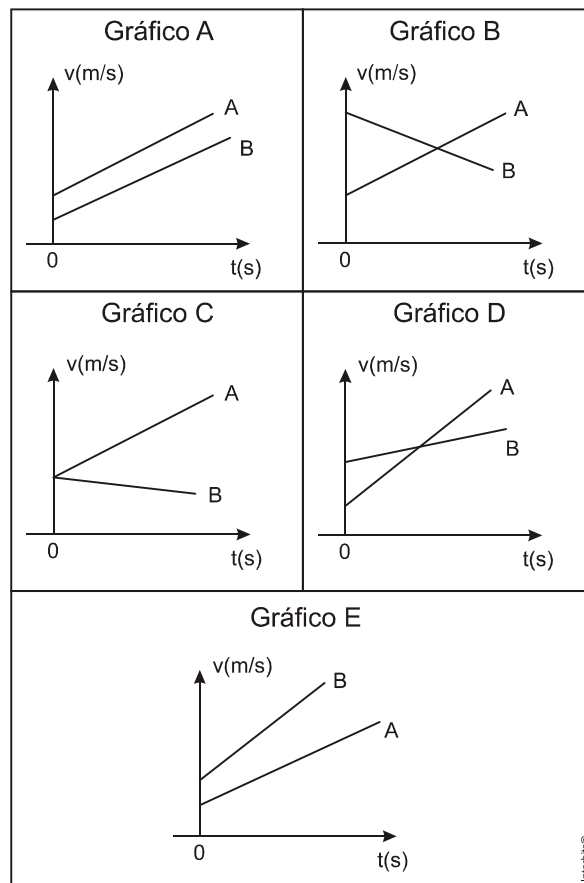 Gráfico A
v(m/s)
A
B
0
t(s)
Gráfico B
v(m/s)
A
B
0
t(s)
Gráfico C
v(m/s)
A
B
0
t(s)
Gráfico D
v(m/s)
A
B
0
t(s)
Gráfico E
v(m/s)
B
A
0
t(s)